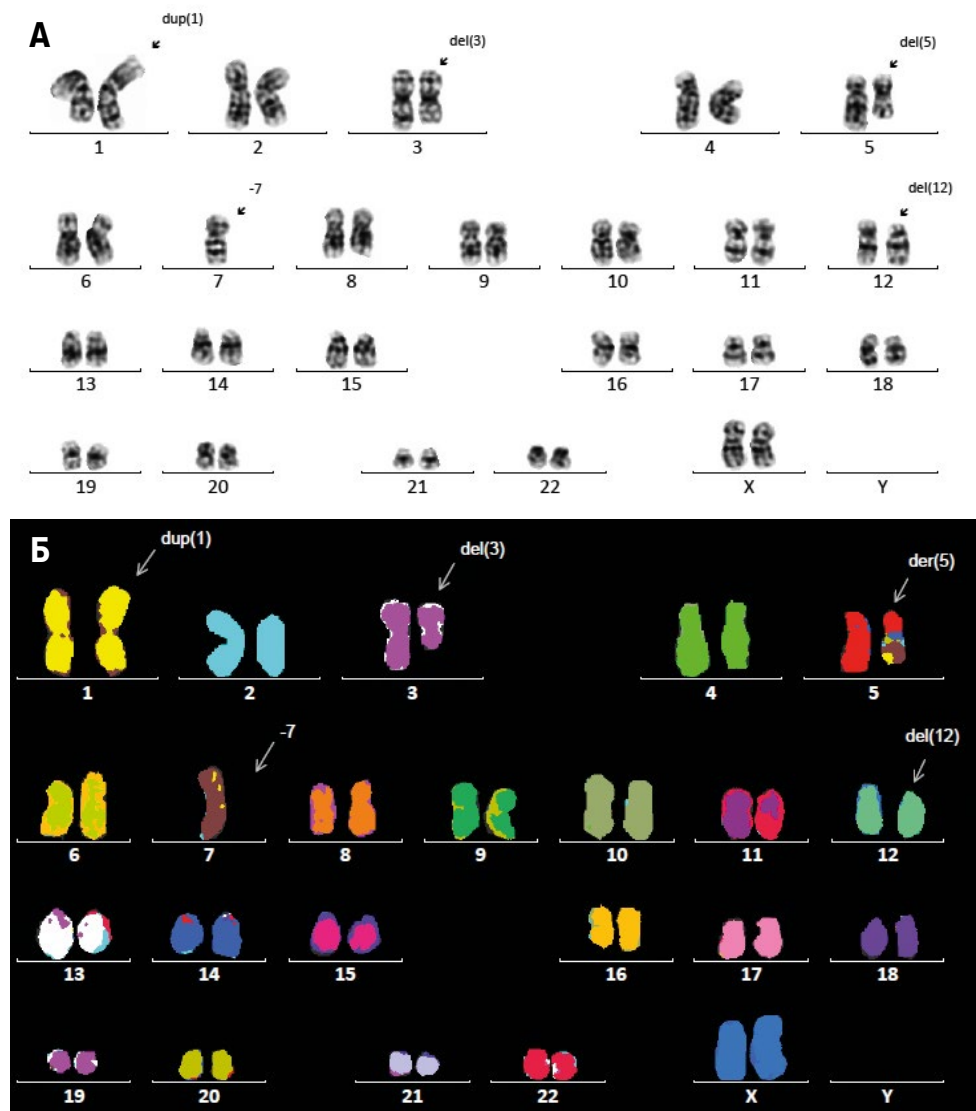 А
dup(1)
del(3)
del(5)
1 2 3 4 5
-7
del(12)
6 7 8 9 10 11 12
13 14 15 16 17 18
19 20 21 22 X Y
Б
dup(1)
del(3)
der(5)
1 2 3 4 5
-7
del(12)
6 7 8 9 10 11 12
13 14 15 16 17 18
19 20 21 22 X Y